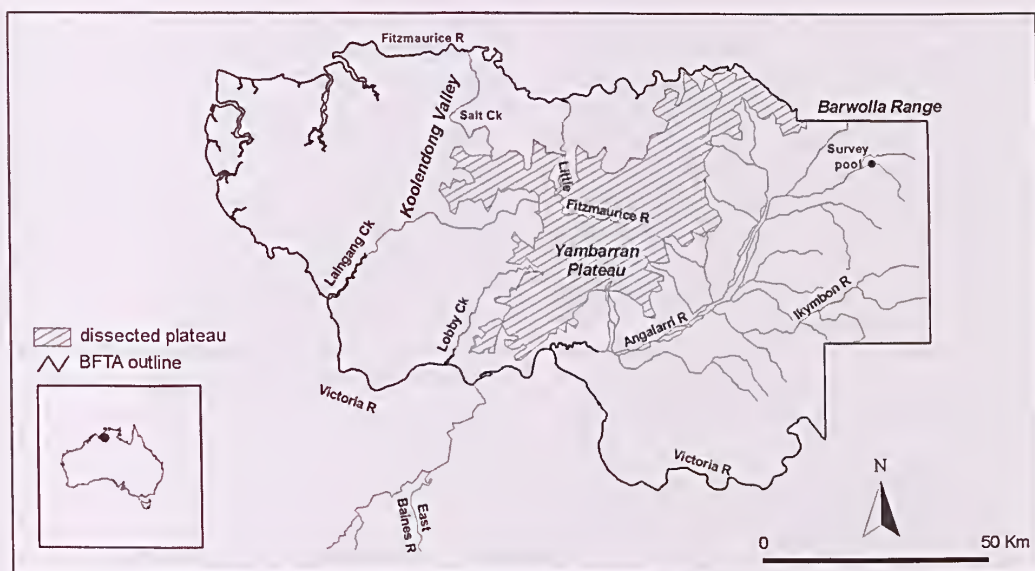 Fitzmaurice R
Barwolla Range
Koolendong Valley
Salt Ck
Survey
pool
Little
Fitzmaurice R
Lalngang Ck
Yambarran
Plateau
Ikymbon R
Angalarri R
Lobby Ck
dissected plateau
BFTA outline
Victoria R
Victoria R
East
Baines R
N
0 50 Km